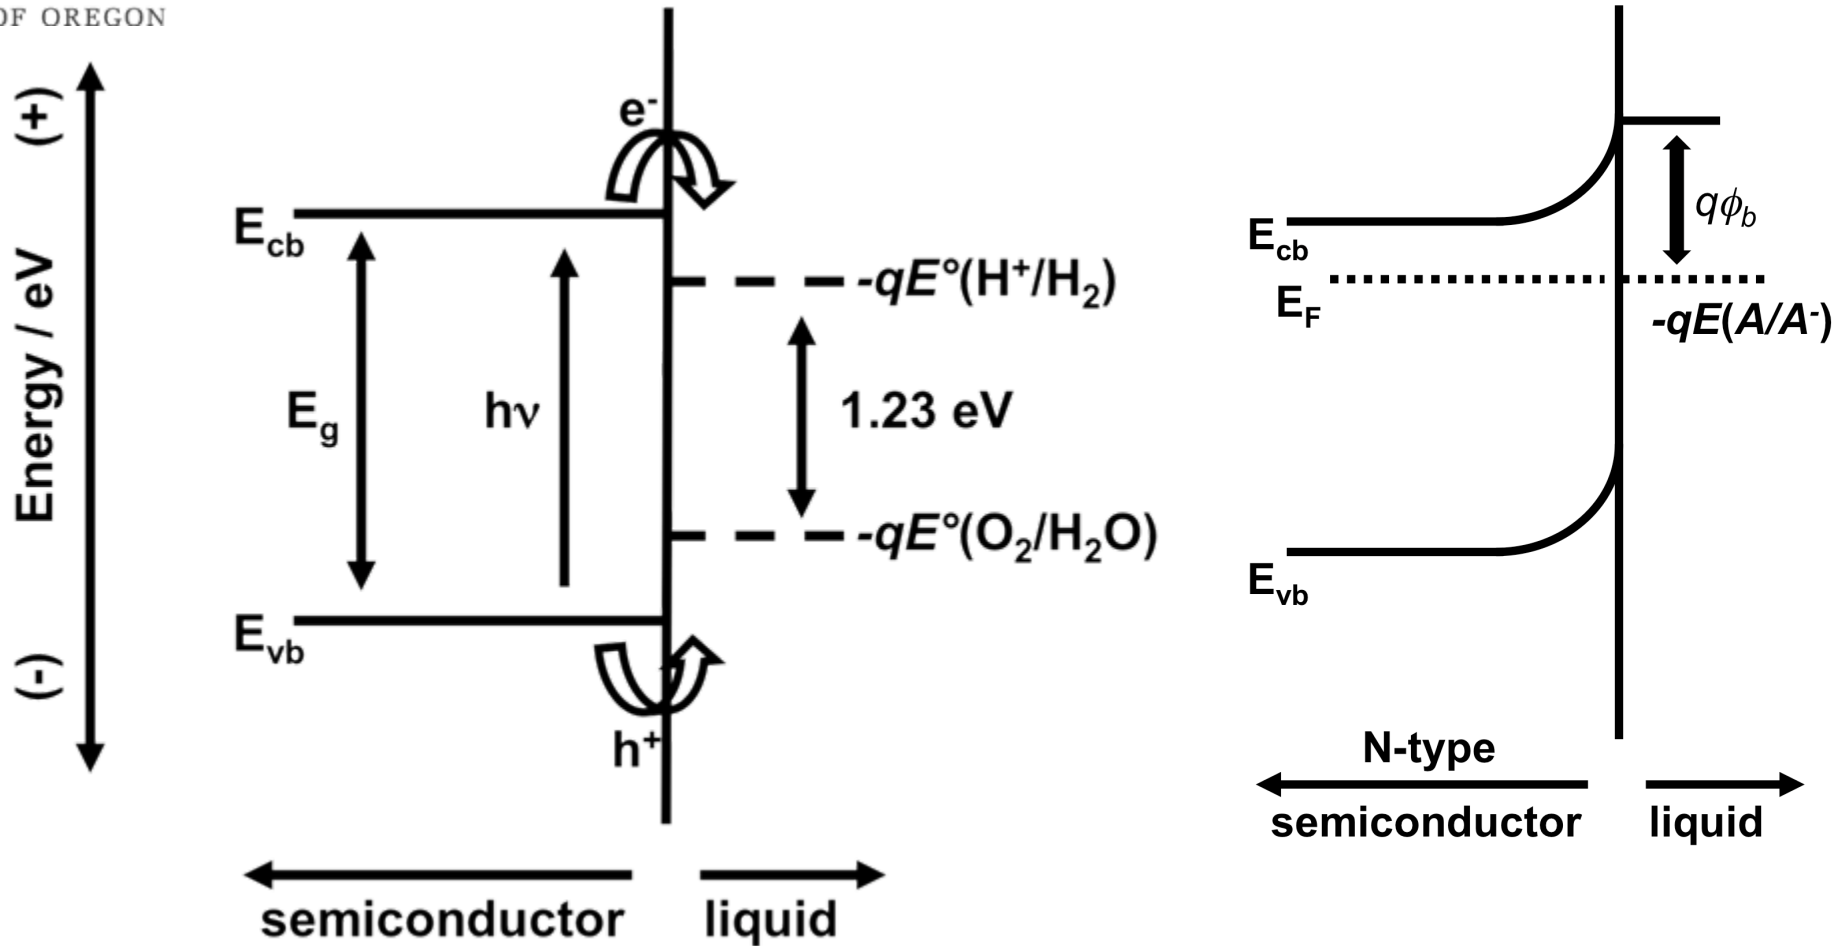 OF OREGON
Energy / eV
(+)
(-)
e⁻
E_cb
E_g
hν
E_vb
h⁺
-qE°(H⁺/H₂)
1.23 eV
-qE°(O₂/H₂O)
semiconductor
liquid
E_cb
E_F
E_vb
qϕ_b
-qE(A/A⁻)
N-type
semiconductor
liquid